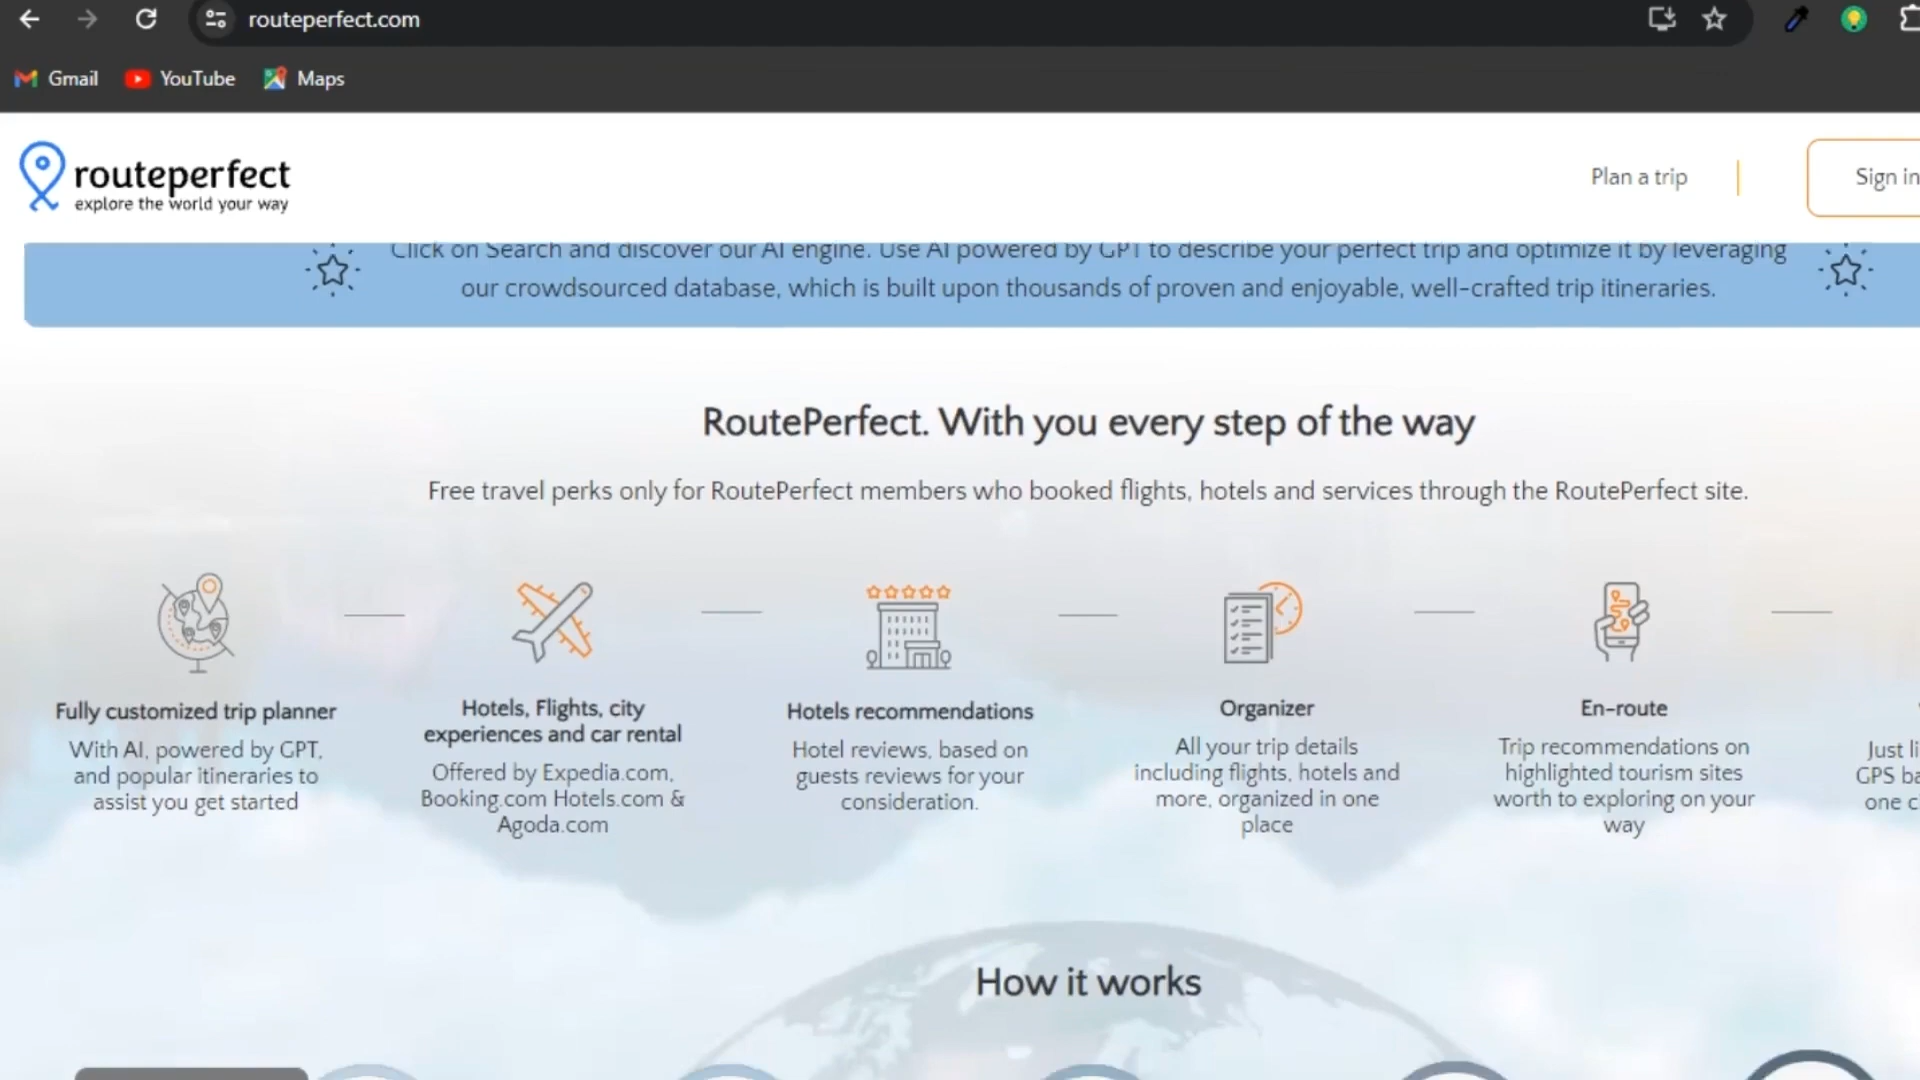 routeperfect.com
Gmail YouTube Maps
routeperfect
explore the world your way
Plan a trip
Sign in
Click on Search and discover our AI engine. Use AI powered by GPT to describe your perfect trip and optimize it by leveraging
our crowdsourced database, which is built upon thousands of proven and enjoyable, well-crafted trip itineraries.
RoutePerfect. With you every step of the way
Free travel perks only for RoutePerfect members who booked flights, hotels and services through the RoutePerfect site.
Fully customized trip planner
With AI, powered by GPT,
and popular itineraries to
assist you get started
Hotels, Flights, city
experiences and car rental
Offered by Expedia.com,
Booking.com Hotels.com &
Agoda.com
Hotels recommendations
Hotel reviews, based on
guests reviews for your
consideration.
Organizer
All your trip details
including flights, hotels and
more, organized in one
place
En-route
Trip recommendations on
highlighted tourism sites
worth to exploring on your
way
Just
GPS
one
How it works